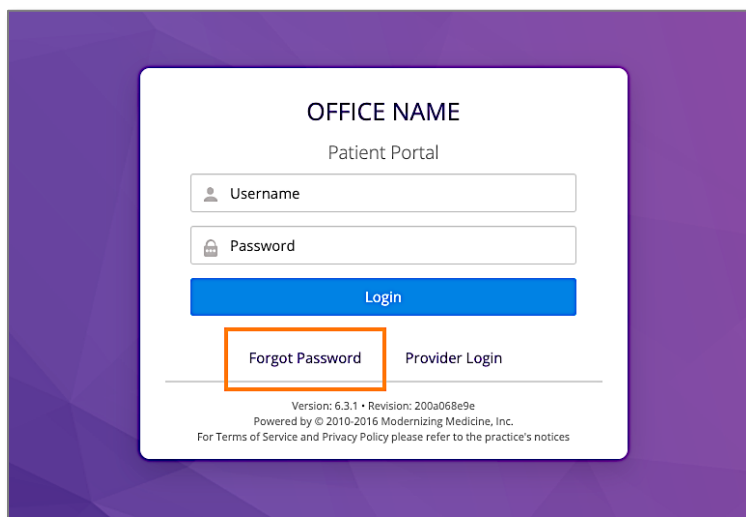 OFFICE NAME
Patient Portal
Username
Password
Login
Forgot Password Provider Login
Version: 6.3.1 • Revision: 200a068e9e
Powered by © 2010-2016 Modernizing Medicine, Inc.
For Terms of Service and Privacy Policy please refer to the practice's notices